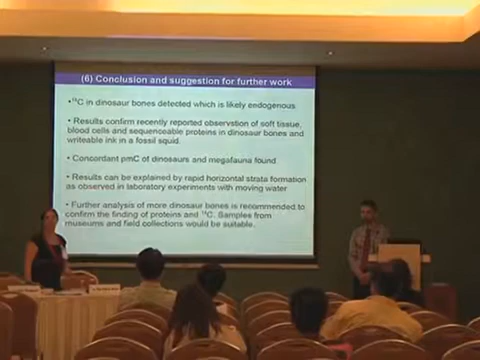 (6) Conclusion and suggestion for further work
•¹⁴C in dinosaur bones detected which is likely endogenous
• Results confirm recently reported observation of soft tissue,
blood cells and sequenceable proteins in dinosaur bones and
writeable ink in a fossil squid.
• Concordant pmC of dinosaurs and megafauna found
• Results can be explained by rapid horizontal strata formation
as observed in laboratory experiments with moving water
• Further analysis of more dinosaur bones is recommended to
confirm the finding of proteins and ¹⁴C. Samples from
museums and field collections would be suitable.